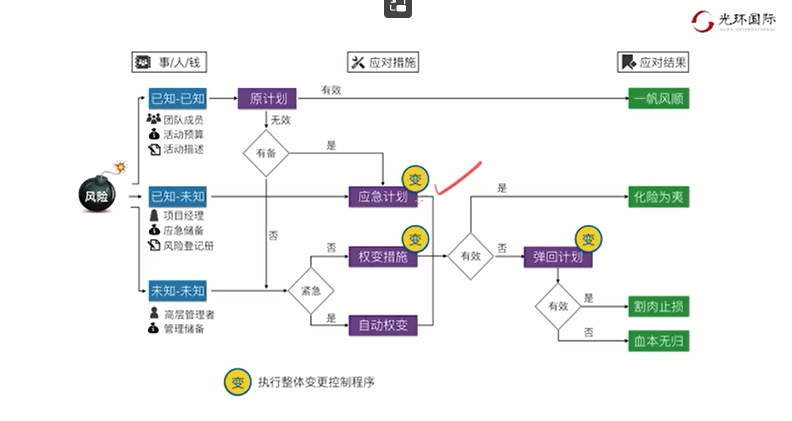 光环国际
AURA INTERNATIONAL
事/人/钱
应对措施
应对结果
已知-已知
原计划
有效
一帆风顺
团队成员
活动预算
活动描述
无效
有备
是
变
风险
已知-未知
应急计划
是
化险为夷
项目经理
应急储备
风险登记册
否
否
变
权变措施
有效
否
变
弹回计划
未知-未知
紧急
高层管理者
管理储备
是
自动权变
有效
是
割肉止损
否
血本无归
变
执行整体变更控制程序